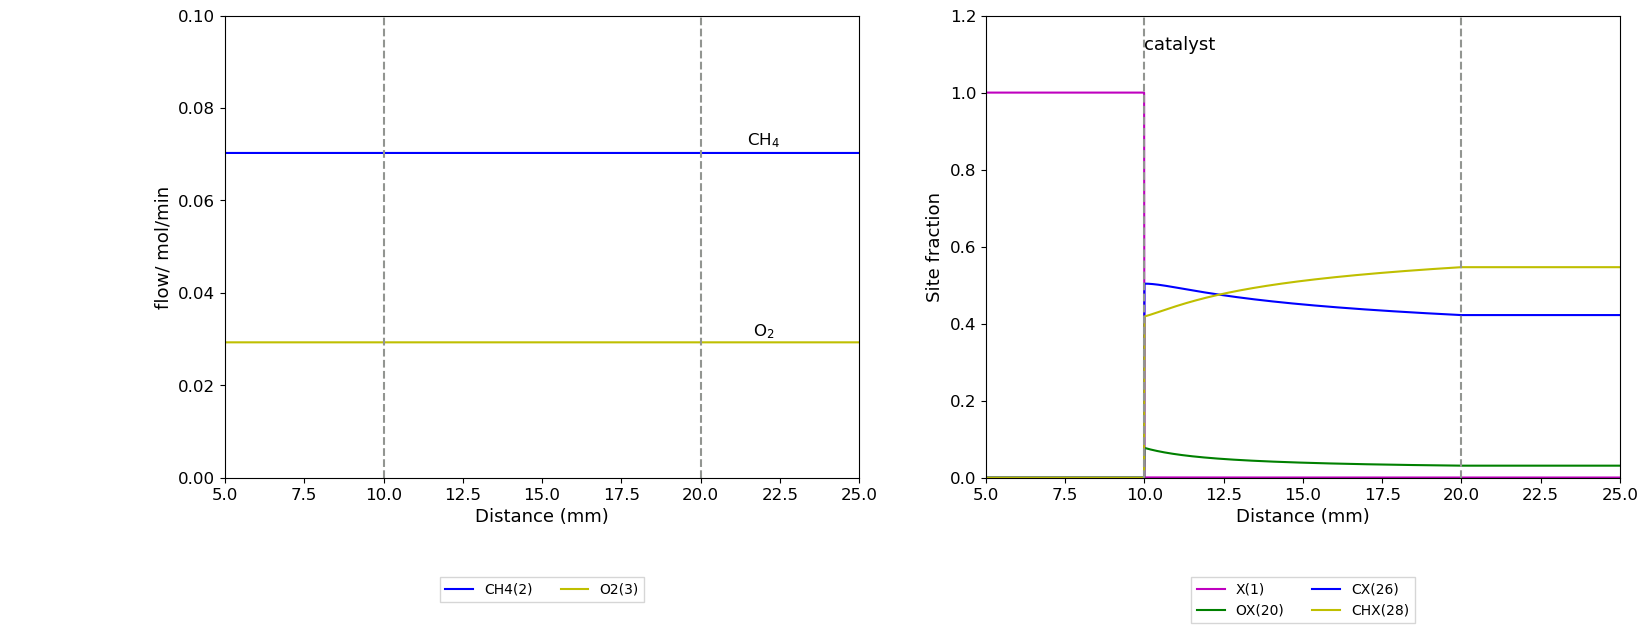 0.10
0.08
0.06
0.04
0.02
0.00
flow/ mol/min
CH₄
O₂
5.0 7.5 10.0 12.5 15.0 17.5 20.0 22.5 25.0
Distance (mm)
CH4(2) O2(3)
1.2
1.0
0.8
0.6
0.4
0.2
0.0
Site fraction
catalyst
5.0 7.5 10.0 12.5 15.0 17.5 20.0 22.5 25.0
Distance (mm)
X(1) CX(26)
OX(20) CHX(28)